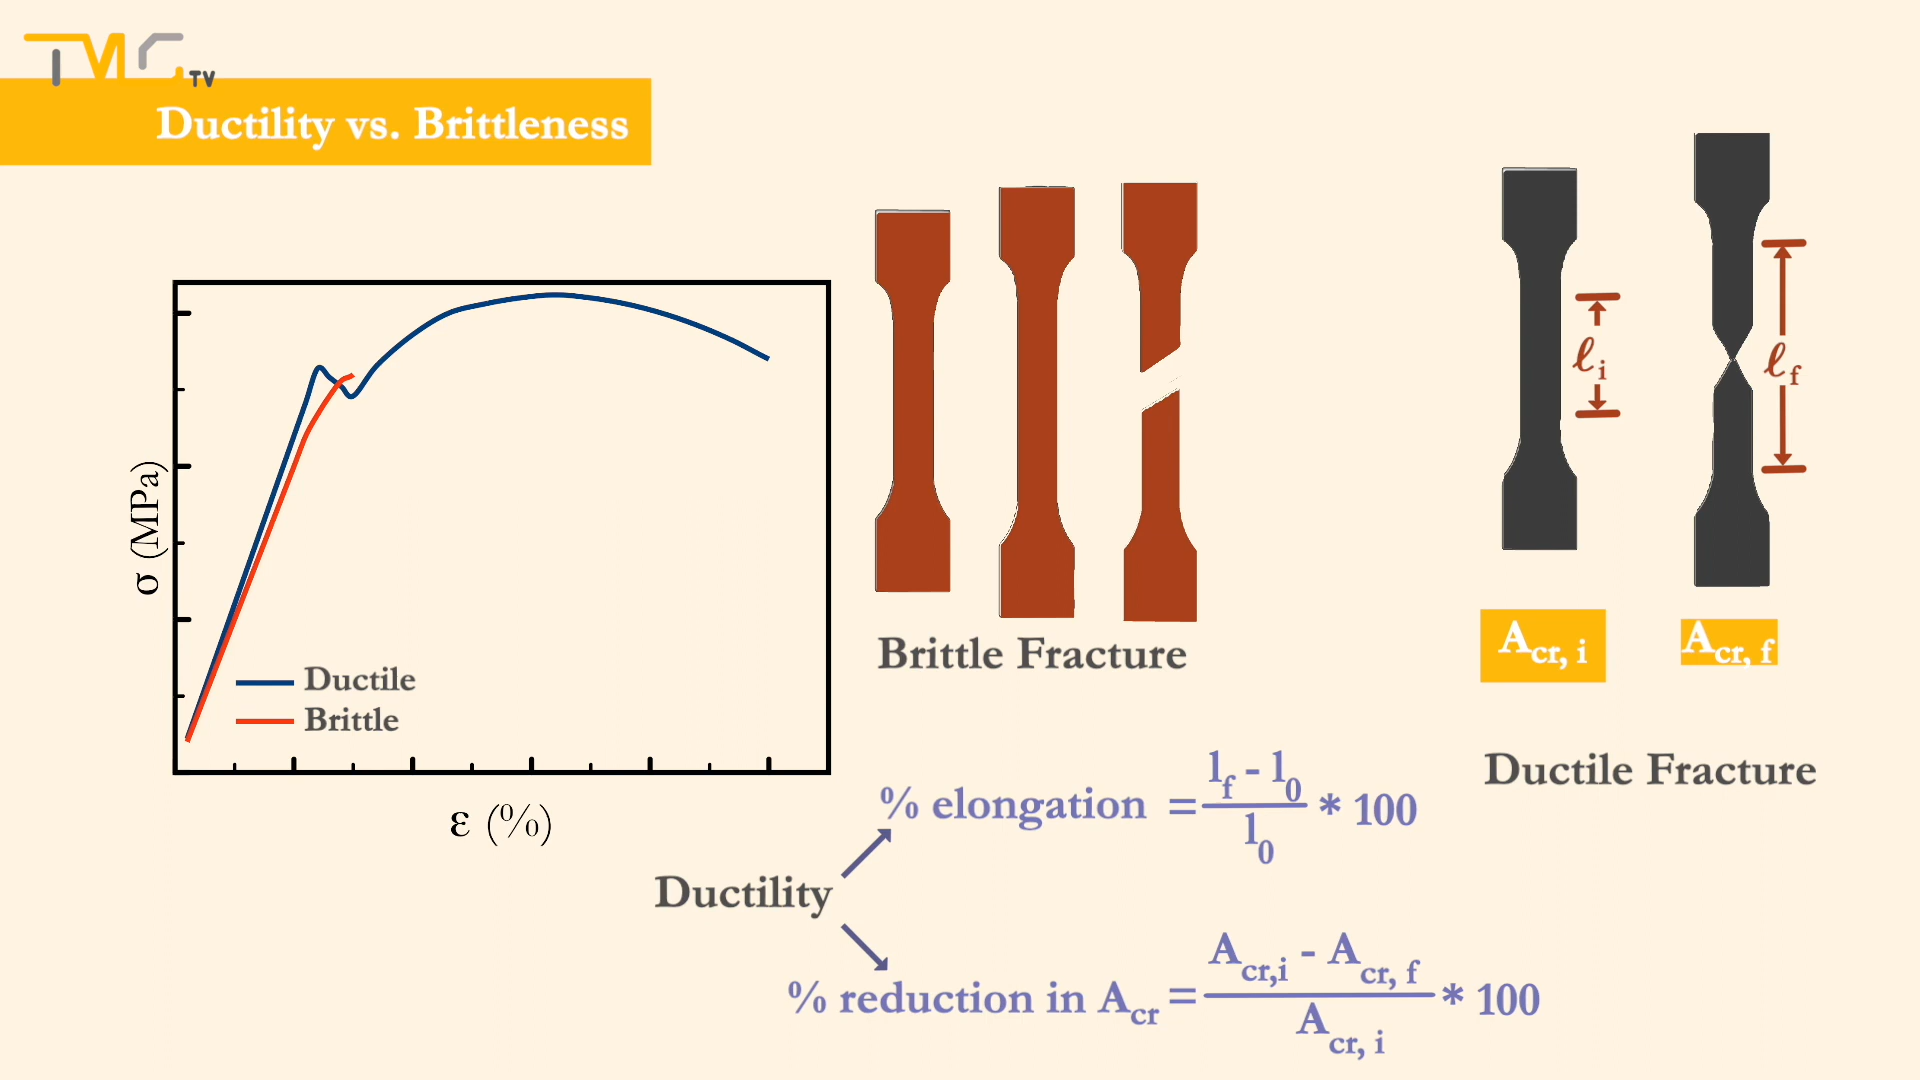 TMC.TV
Ductility vs. Brittleness
σ (MPa)
Ductile
Brittle
ε (%)
Brittle Fracture
ℓi
ℓf
Acr, i
Acr, f
Ductile Fracture
Ductility
% elongation = lf - l0 / l0 * 100
% reduction in Acr = Acr,i - Acr, f / Acr, i * 100